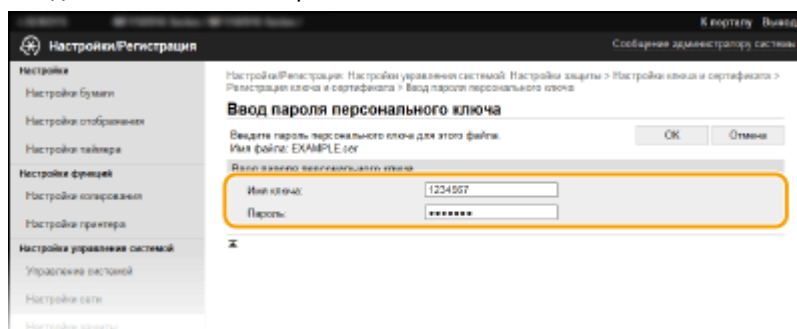 К порталу Выход
Настройки/Регистрация
Сообщение администратору системы
Настройки
Настройки бумаги
Настройки отображения
Настройки таймера
Настройки функций
Настройки копирования
Настройки принтера
Настройки управления системой
Управление системой
Настройки сети
Настройки защиты
Настройки/Регистрация: Настройки управления системой: Настройки защиты > Настройки ключа и сертификата >
Регистрация ключа и сертификата > Ввод пароля персонального ключа
Ввод пароля персонального ключа
Введите пароль персонального ключа для этого файла.
Имя файла: EXAMPLE.cer
OK Отмена
Ввод пароля персонального ключа
Имя ключа: 1234567
Пароль: •••••••